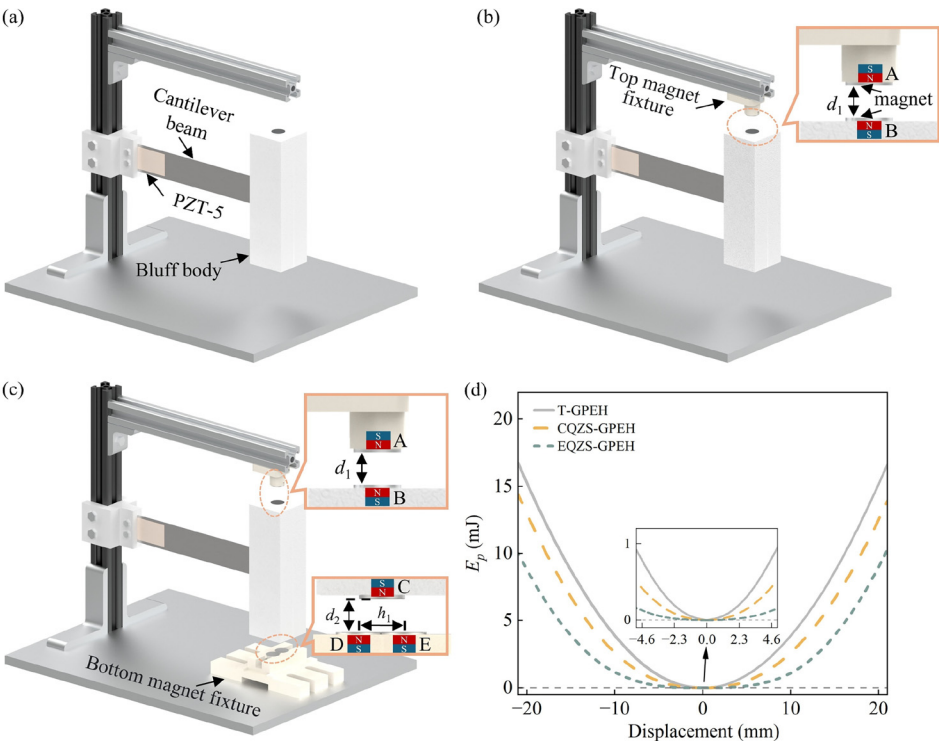 (a)
Cantilever
beam
PZT-5
Bluff body
(b)
Top magnet
fixture
S
N
A
d1
magnet
N
S
B
(c)
S
N
A
d1
N
S
B
S
N
C
d2
h1
D
N
S
N
S
E
Bottom magnet
fixture
(d)
T-GPEH
CQZS-GPEH
EQZS-GPEH
20
15
10
5
0
Ep (mJ)
1
0
−4.6 −2.3 0.0 2.3 4.6
−20 −10 0 10 20
Displacement (mm)